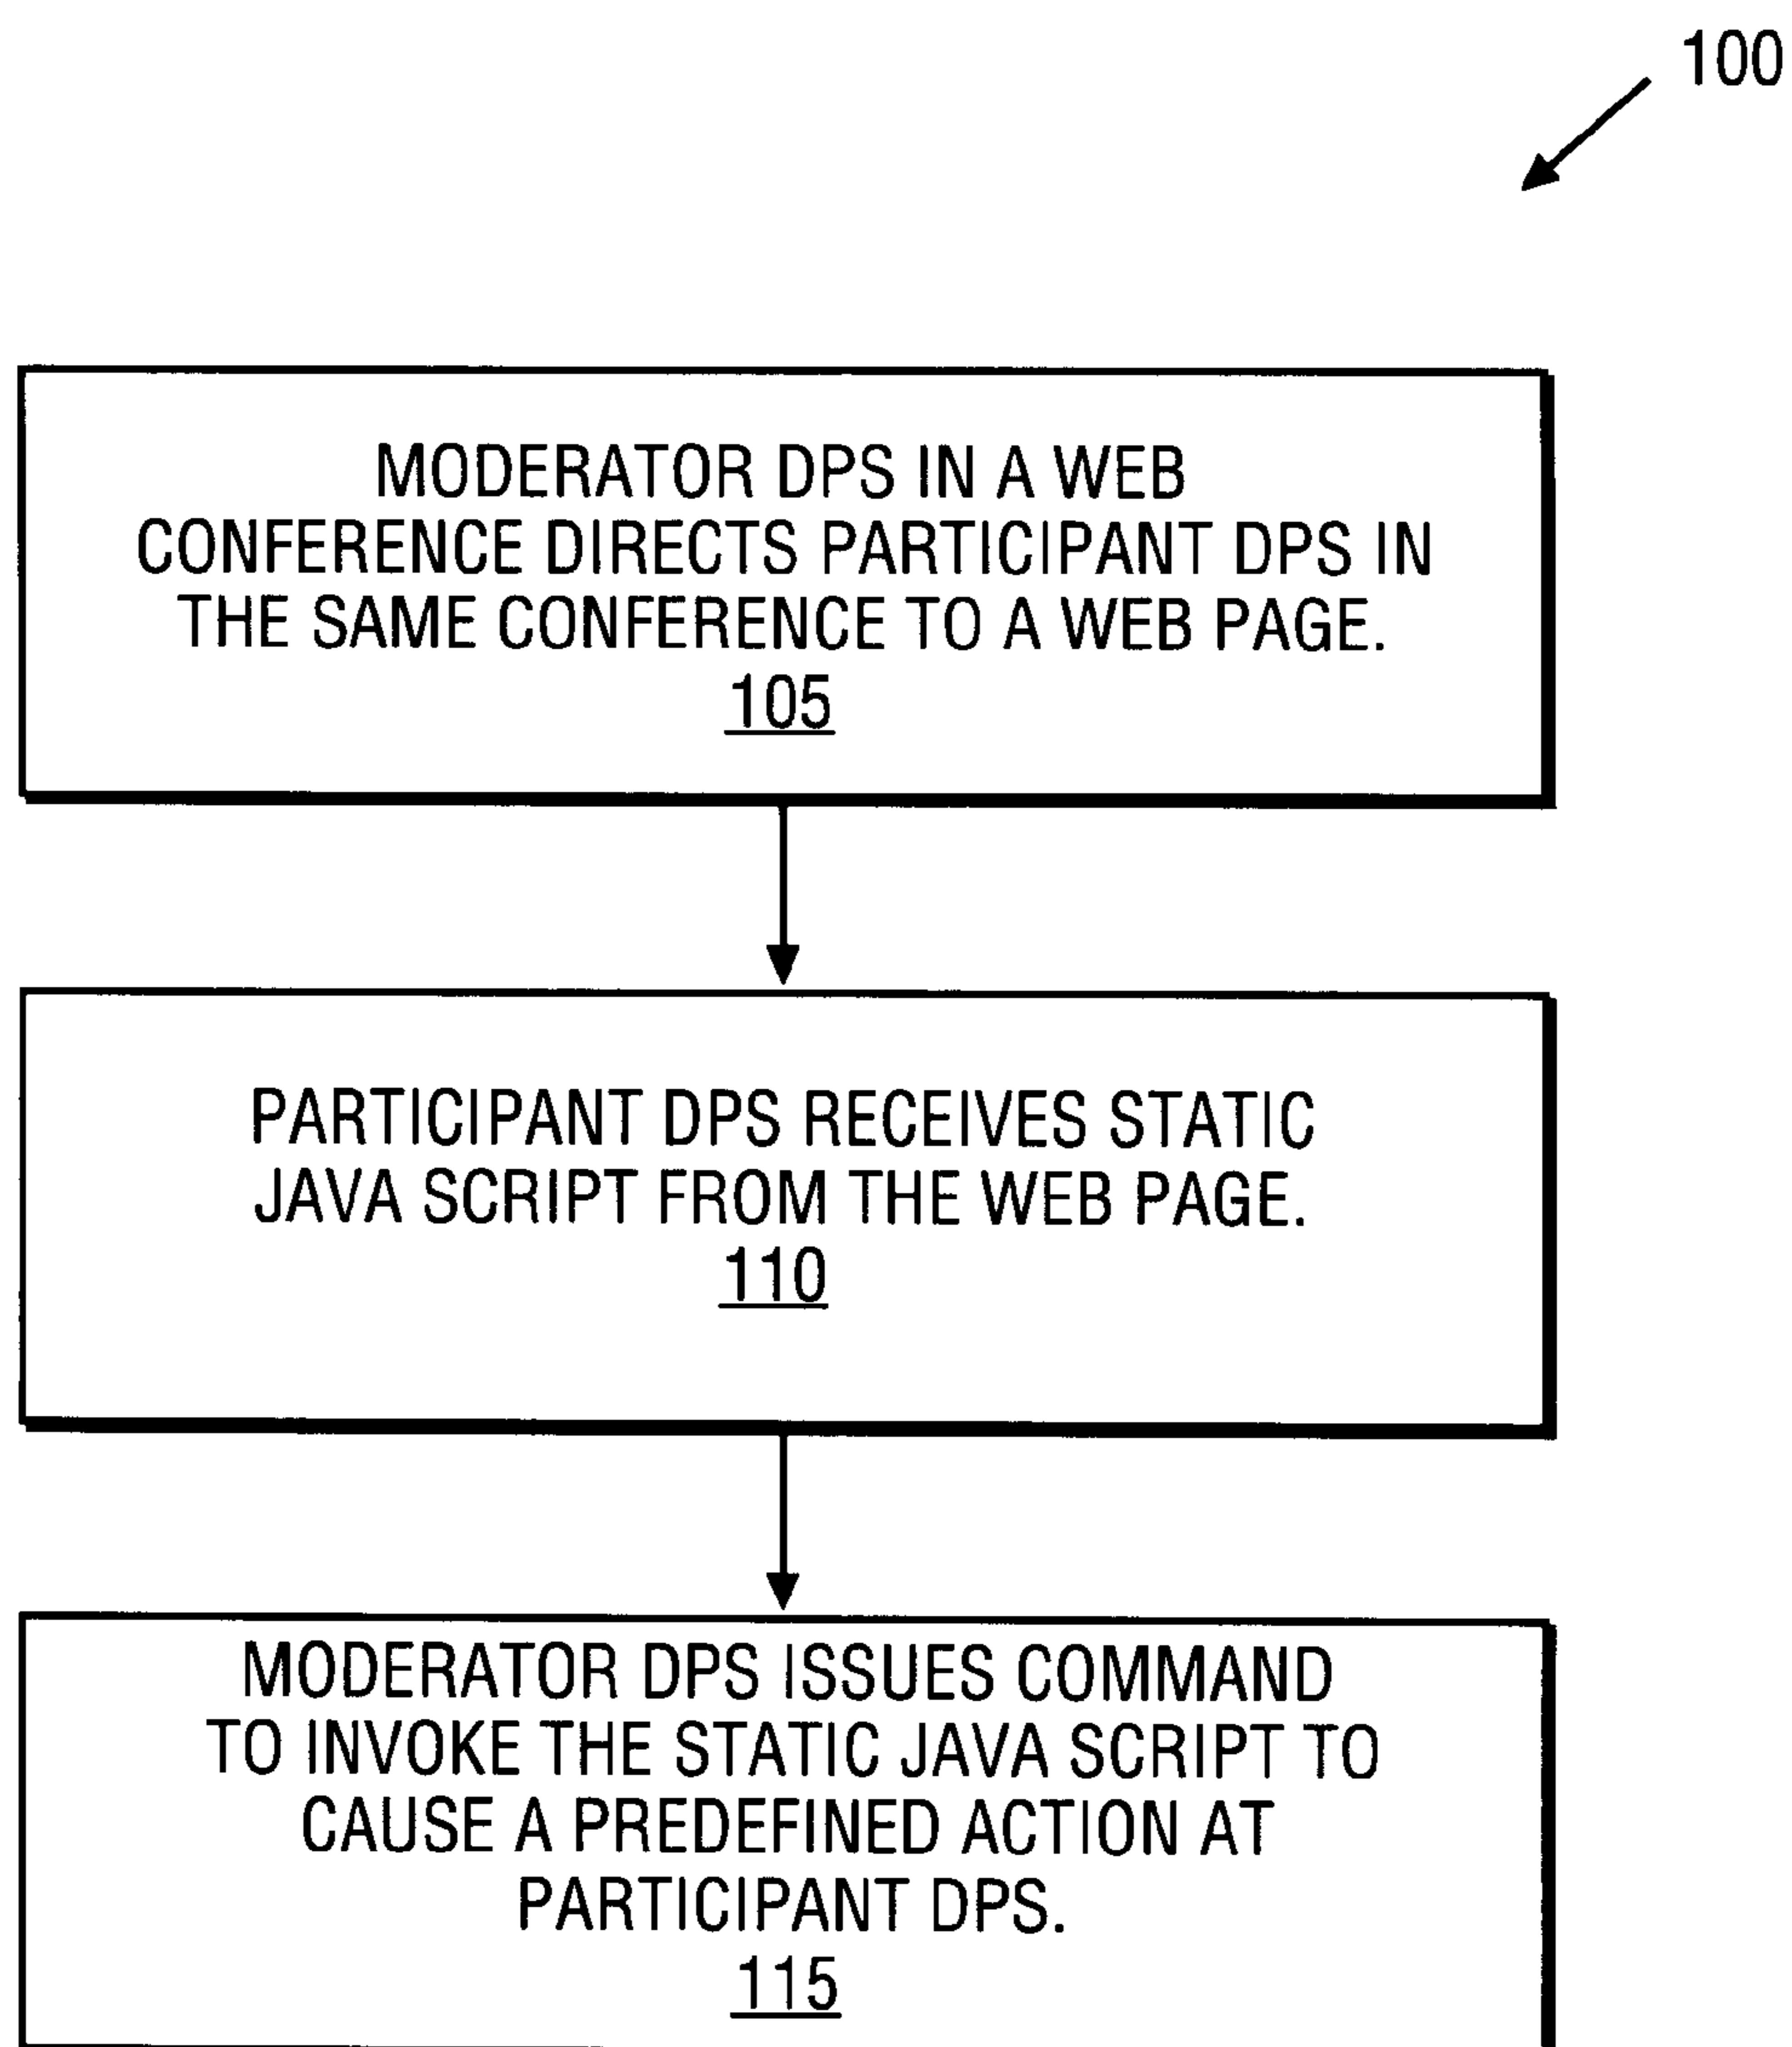 100
MODERATOR DPS IN A WEB
CONFERENCE DIRECTS PARTICIPANT DPS IN
THE SAME CONFERENCE TO A WEB PAGE.
105
PARTICIPANT DPS RECEIVES STATIC
JAVA SCRIPT FROM THE WEB PAGE.
110
MODERATOR DPS ISSUES COMMAND
TO INVOKE THE STATIC JAVA SCRIPT TO
CAUSE A PREDEFINED ACTION AT
PARTICIPANT DPS.
115